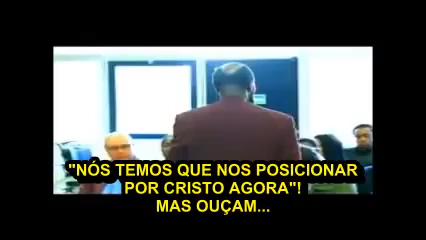 "NÓS TEMOS QUE NOS POSICIONAR
POR CRISTO AGORA"!
MAS OUÇAM...